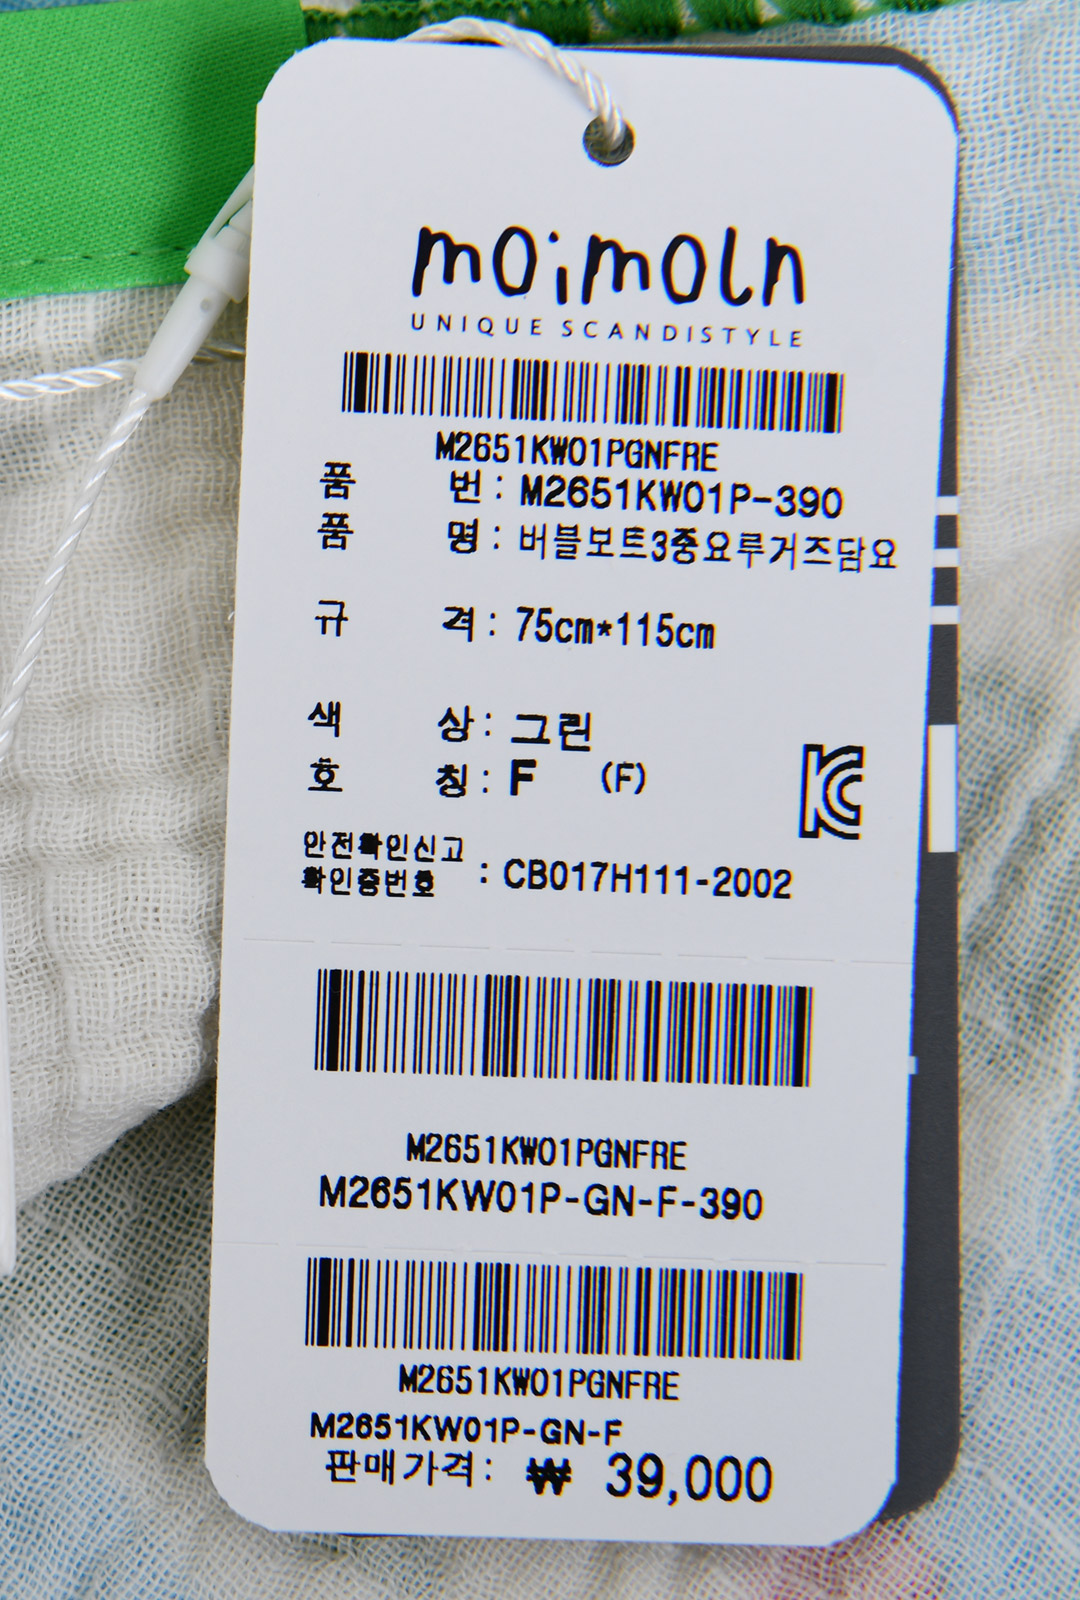 moimoln
UNIQUE SCANDISTYLE
M2651KW01PGNFRE
품 번 : M2651KW01P-390
품 명 : 버블보트3중요루거즈담요
규 격 : 75cm*115cm
색 상 : 그린
호 칭 : F (F)
KC
안전확인신고
확인증번호 : CB017H111-2002
M2651KW01PGNFRE
M2651KW01P-GN-F-390
M2651KW01PGNFRE
M2651KW01P-GN-F
판매가격 : ₩ 39,000